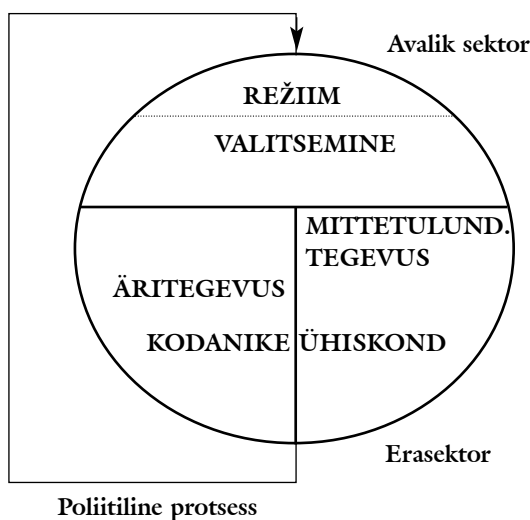 Avalik sektor
REŽIIM
VALITSEMINE
MITTETULUND.
TEGEVUS
ÄRITEGEVUS
KODANIKE ÜHISKOND
Erasektor
Poliitiline protsess